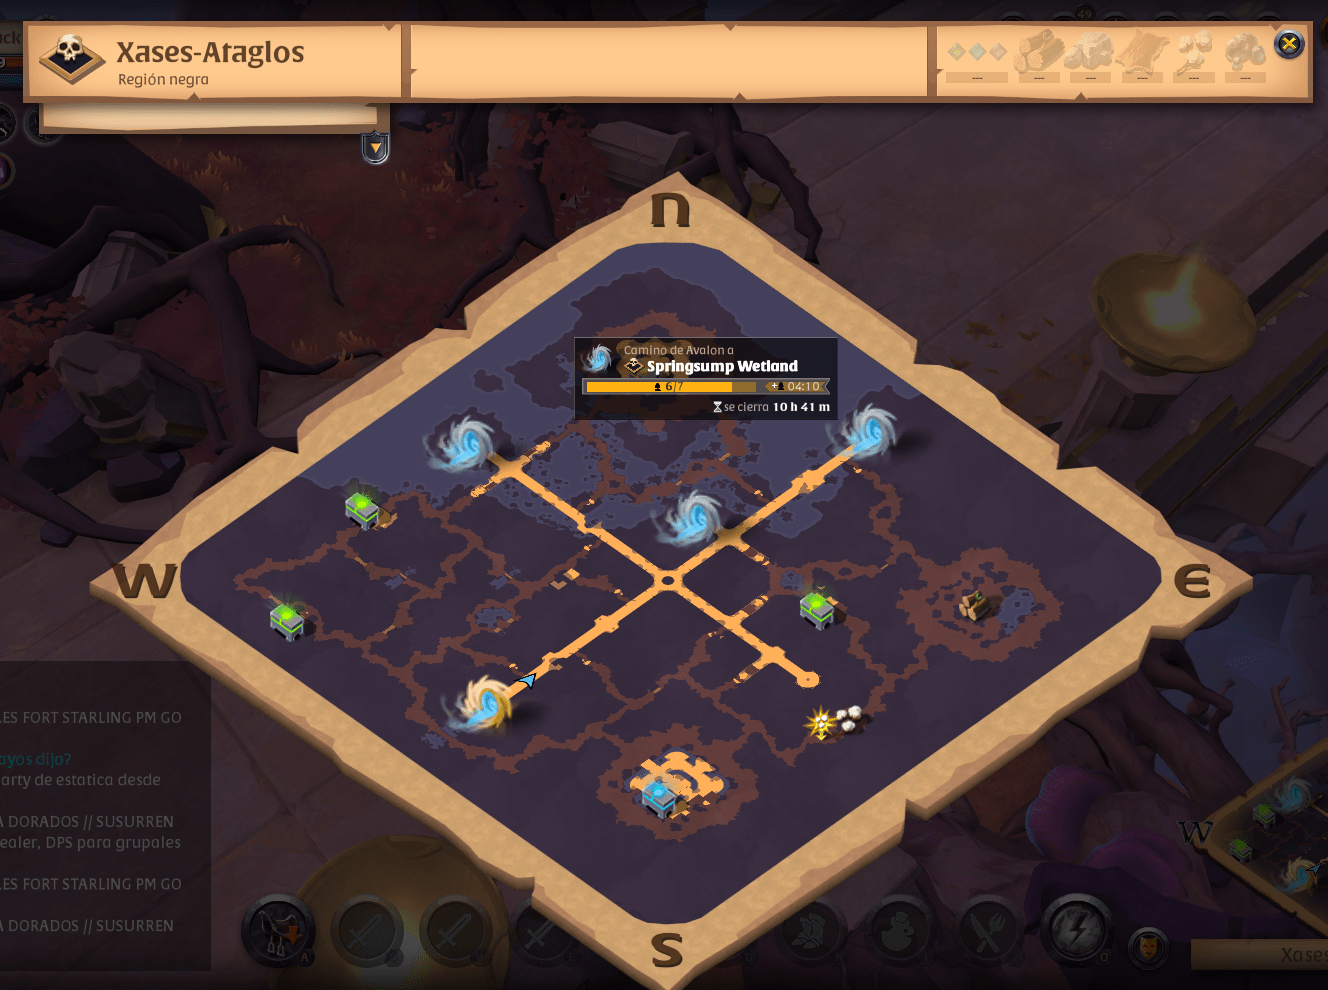 Xases-Ataglos
Región negra
--- --- --- --- --- ---
N
Camino de Avalon a
Springsump Wetland
6/7
+ 04:10
se cierra 10 h 41 m
W
E
S
LES FORT STARLING PM GO
ayos dijo?
arty de estatica desde
A DORADOS // SUSURREN
ealer, DPS para grupales
LES FORT STARLING PM GO
A DORADOS // SUSURREN
W
A
Xases